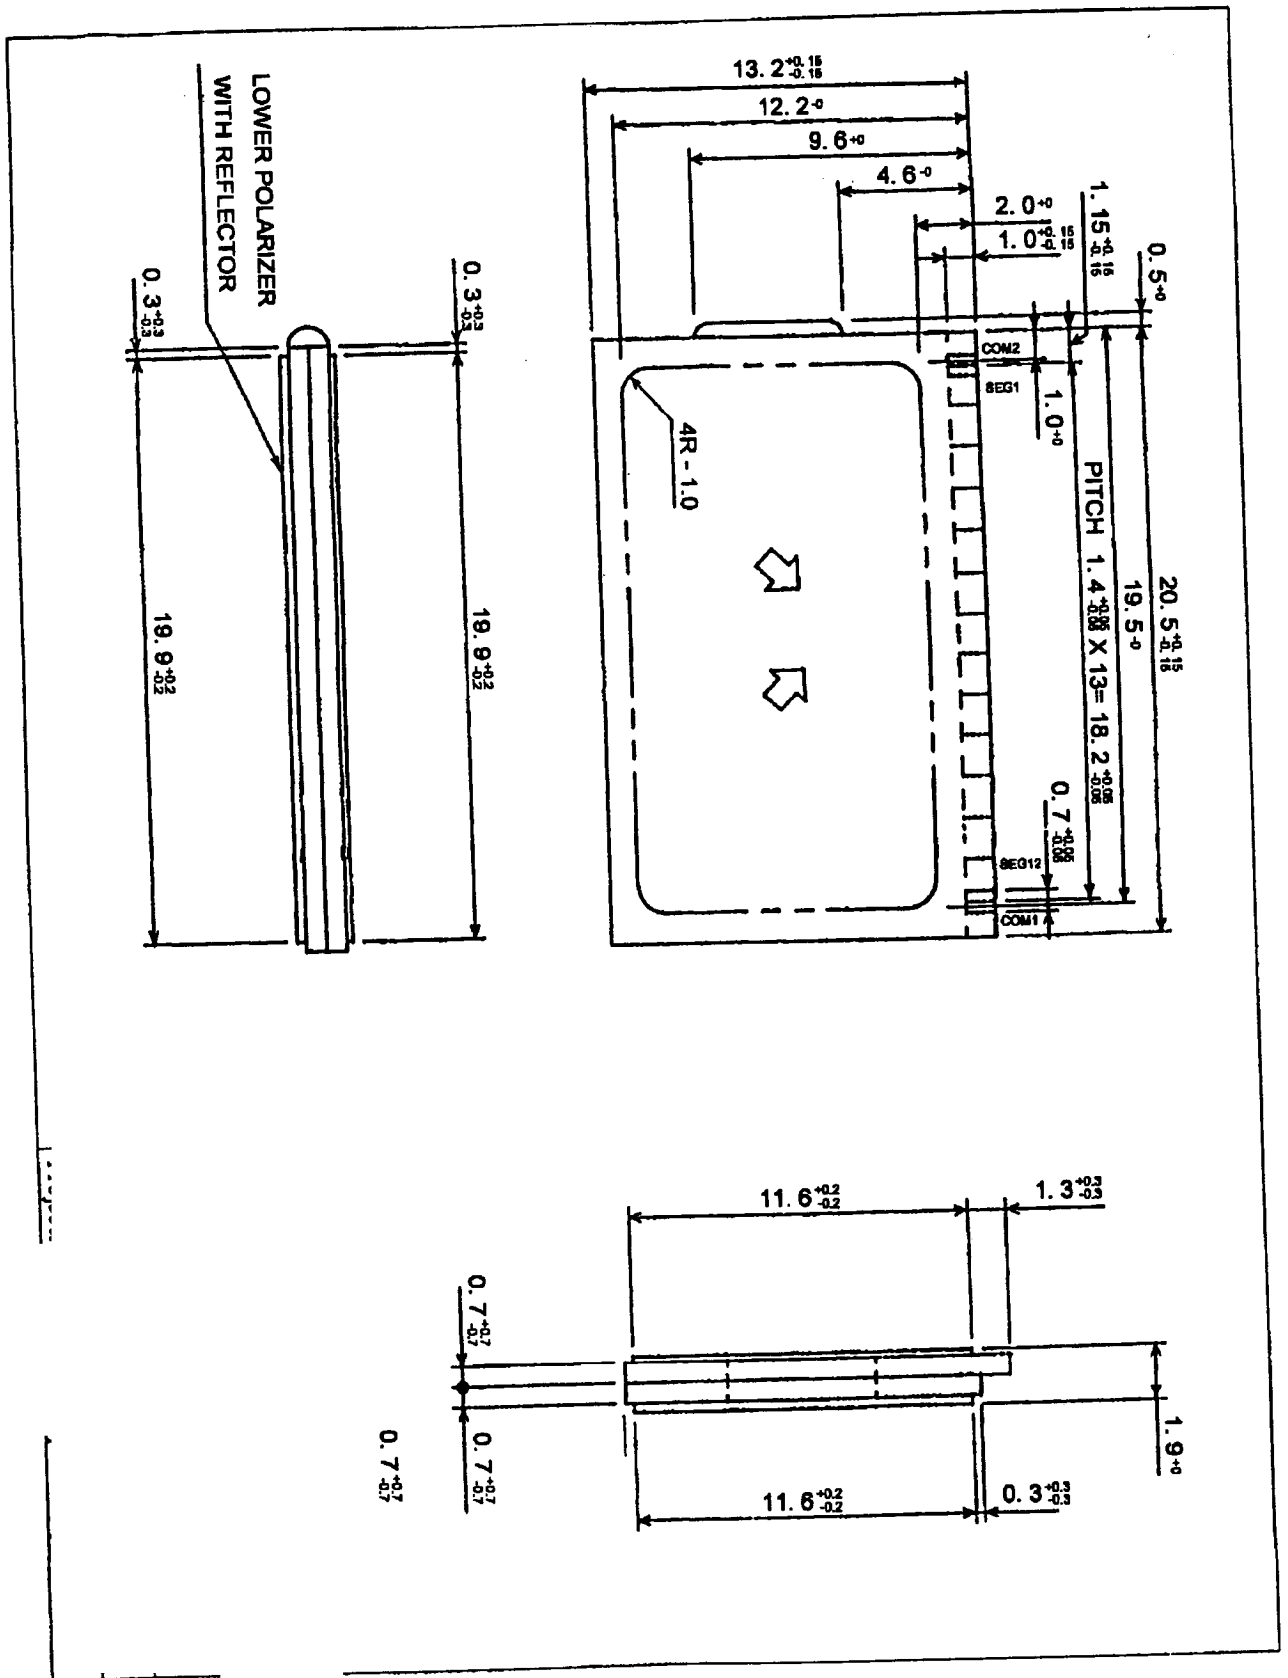 13.2 +0.15 -0.15
12.2-0
9.6+0
4.6-0
2.0+0
1.0 +0.15 -0.15
1.15 +0.15 -0.15
0.5+0
COM2
SEG1
1.0+0
PITCH 1.4 +0.05 -0.05 X 13= 18.2 +0.05 -0.05
19.5-0
20.5 +0.15 -0.15
0.7 +0.05 -0.05
SEG12
COM1
4R - 1.0
LOWER POLARIZER
WITH REFLECTOR
0.3 +0.3 -0.3
0.3 +0.3 -0.3
19.9 +0.2 -0.2
19.9 +0.2 -0.2
11.6 +0.2 -0.2
1.3 +0.3 -0.3
0.7 +0.7 -0.7
0.7 +0.7 -0.7
0.7 +0.7 -0.7
1.9+0
11.6 +0.2 -0.2
0.3 +0.3 -0.3